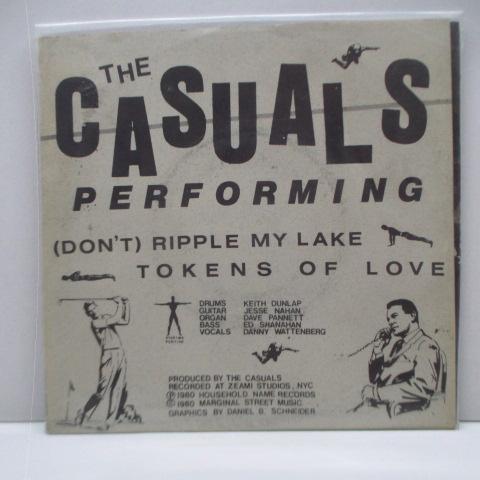 THE
CASUALS
PERFORMING
(DON'T) RIPPLE MY LAKE
TOKENS OF LOVE
DRUMS KEITH DUNLAP
GUITAR JESSE NAHAN
ORGAN DAVE PANNETT
BASS ED SHANAHAN
VOCALS DANNY WATTENBERG
PRODUCED BY THE CASUALS
RECORDED AT ZEAMI STUDIOS, NYC
Ⓟ 1980 HOUSEHOLD NAME RECORDS
© 1980 MARGINAL STREET MUSIC
GRAPHICS BY DANIEL B. SCHNEIDER